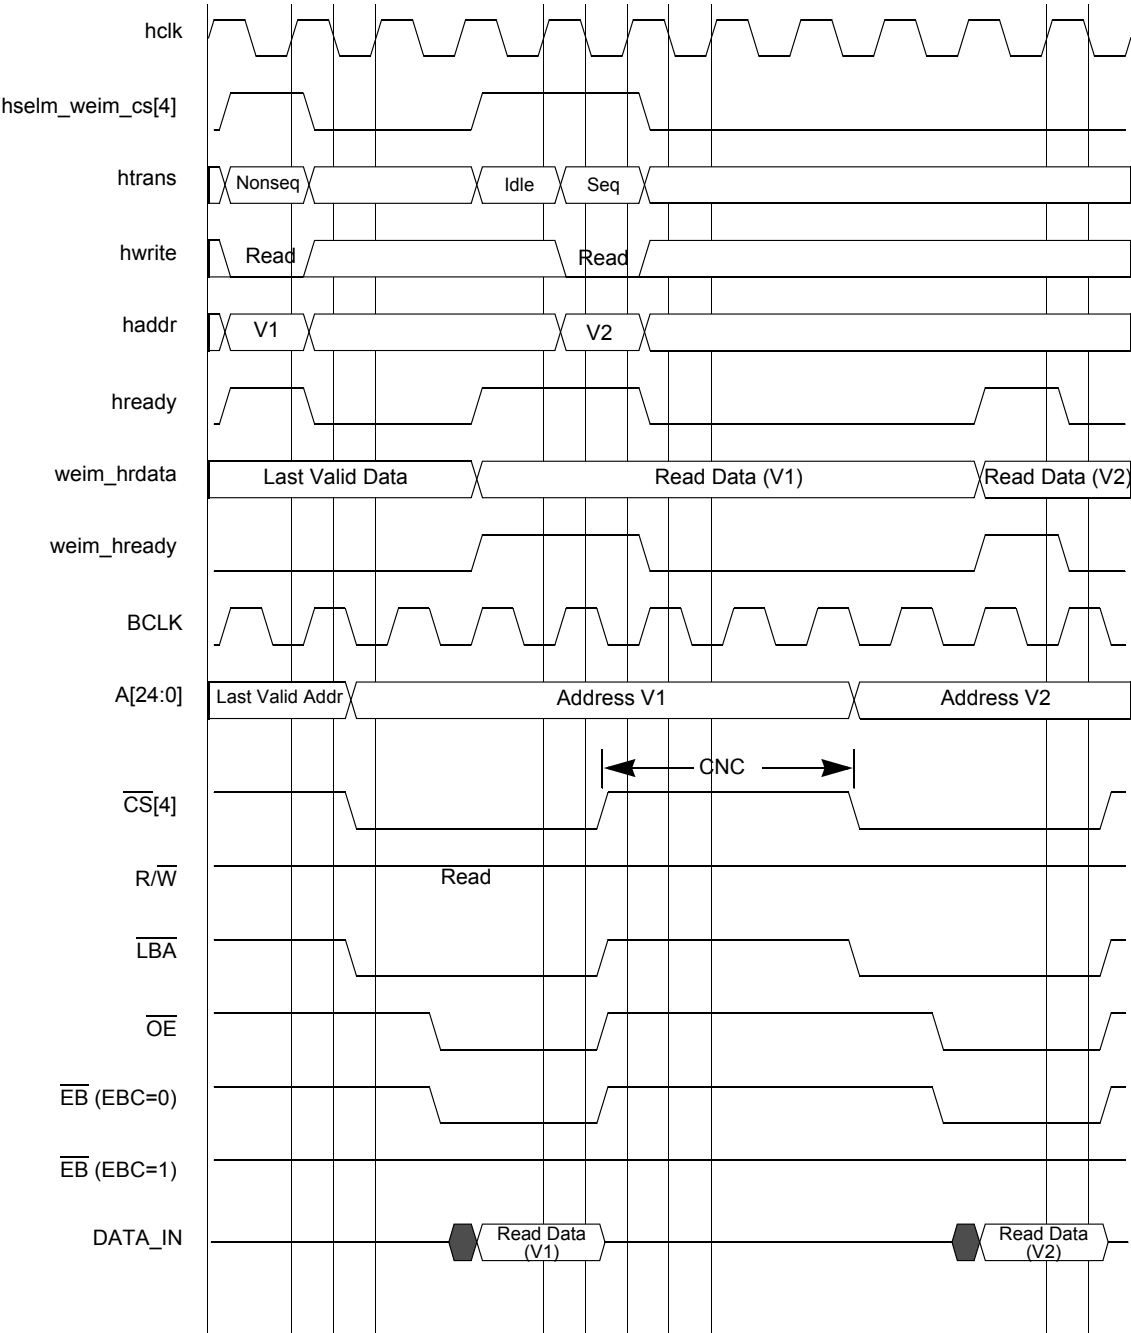 hclk
hselm_weim_cs[4]
htrans Nonseq Idle Seq
hwrite Read Read
haddr V1 V2
hready
weim_hrdata Last Valid Data Read Data (V1) Read Data (V2)
weim_hready
BCLK
A[24:0] Last Valid Addr Address V1 Address V2
CNC
CS[4]
R/W Read
LBA
OE
EB (EBC=0)
EB (EBC=1)
DATA_IN Read Data (V1) Read Data (V2)